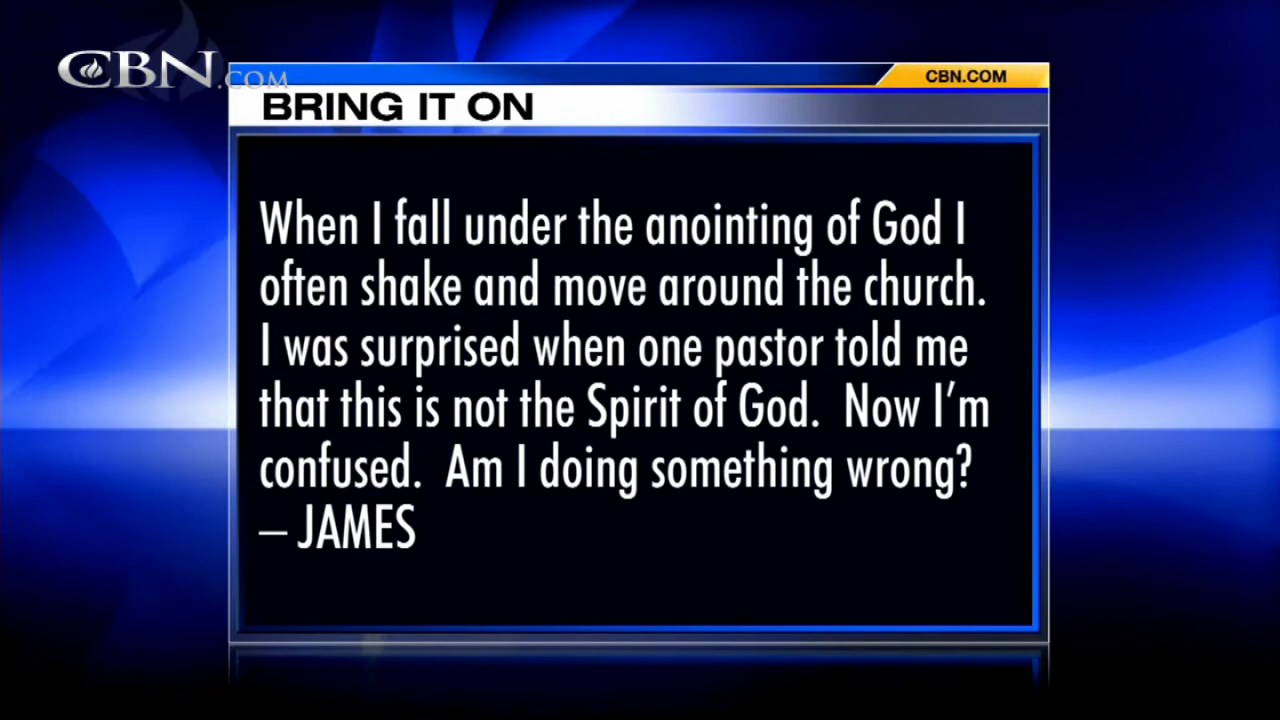 CBN.COM
CBN.COM
BRING IT ON
When I fall under the anointing of God I
often shake and move around the church.
I was surprised when one pastor told me
that this is not the Spirit of God.  Now I'm
confused.  Am I doing something wrong?
– JAMES